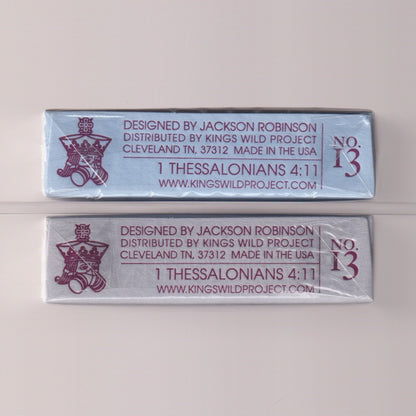 DESIGNED BY JACKSON ROBINSON
DISTRIBUTED BY KINGS WILD PROJECT
CLEVELAND TN, 37312 MADE IN THE USA
1 THESSALONIANS 4:11
WWW.KINGSWILDPROJECT.COM
NO.
13
DESIGNED BY JACKSON ROBINSON
DISTRIBUTED BY KINGS WILD PROJECT
CLEVELAND TN, 37312 MADE IN THE USA
1 THESSALONIANS 4:11
WWW.KINGSWILDPROJECT.COM
NO.
13